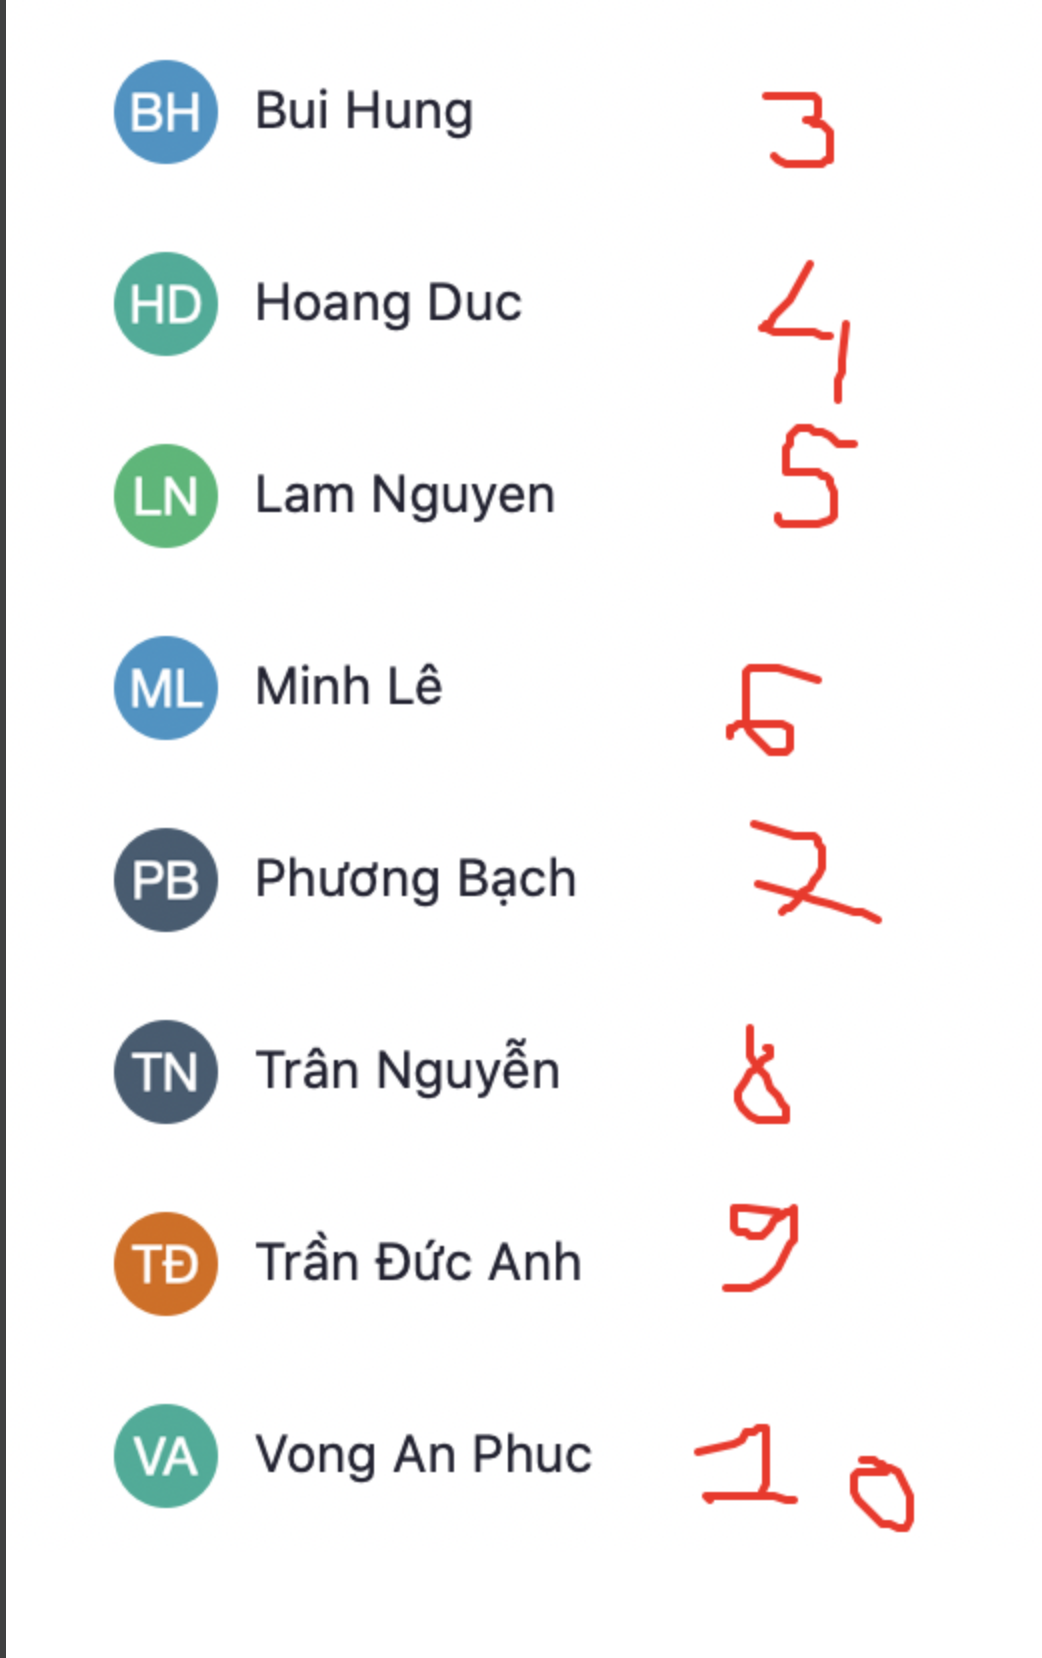 BH Bui Hung 3
HD Hoang Duc 4
LN Lam Nguyen 5
ML Minh Lê 6
PB Phương Bạch 7
TN Trân Nguyễn 8
TĐ Trần Đức Anh 9
VA Vong An Phuc 10